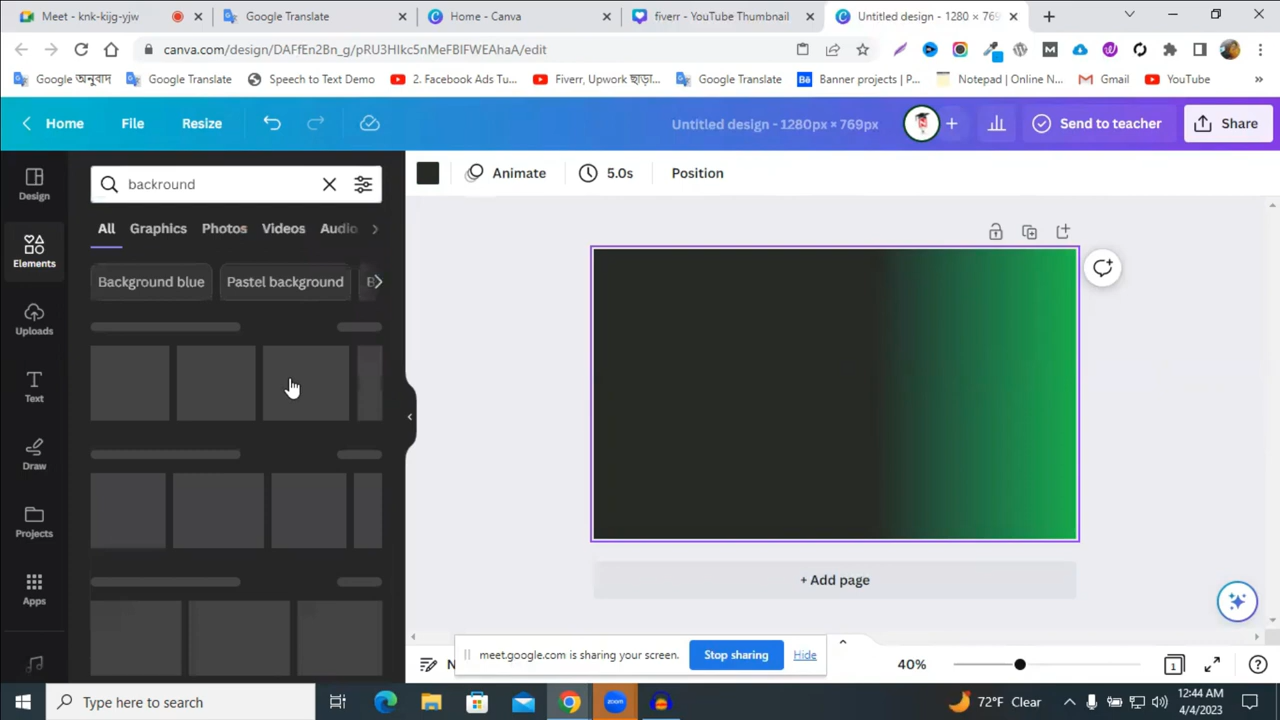 Meet - knk-kijg-yjw
Google Translate
Home - Canva
fiverr - YouTube Thumbnail
Untitled design - 1280 × 769
canva.com/design/DAFfEn2Bn_g/pRU3HIkc5nMeFBIFWEAhaA/edit
Google অনুবাদ
Google Translate
Speech to Text Demo
2. Facebook Ads Tu...
Fiverr, Upwork ছাড়া...
Google Translate
Banner projects | P...
Notepad | Online N...
Gmail
YouTube
Home
File
Resize
Untitled design - 1280px × 769px
Send to teacher
Share
backround
Animate
5.0s
Position
Design
Elements
Uploads
Text
Draw
Projects
Apps
All
Graphics
Photos
Videos
Audio
Background blue
Pastel background
B
+ Add page
N
meet.google.com is sharing your screen.
Stop sharing
Hide
40%
1
Type here to search
zoom
72°F Clear
12:44 AM
4/4/2023